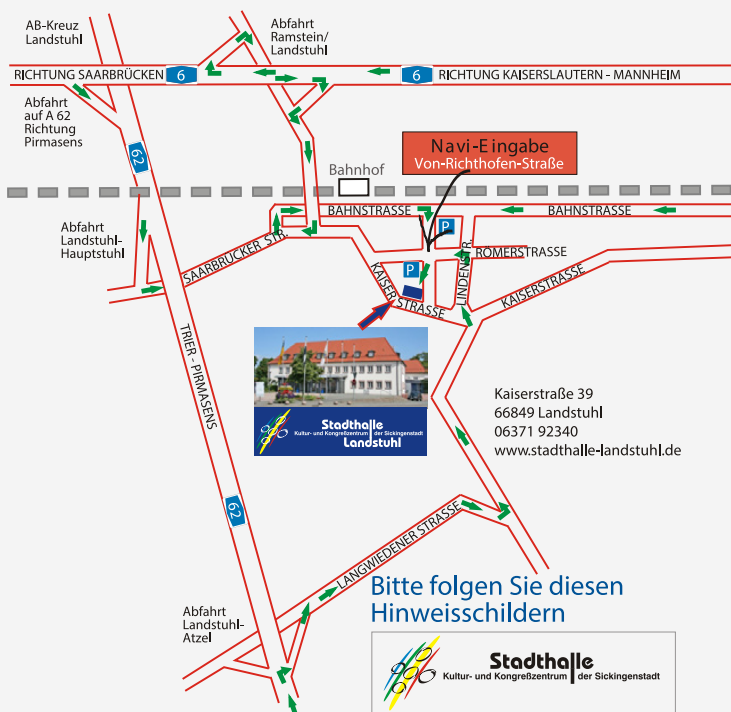 AB-Kreuz
Landstuhl
Abfahrt
Ramstein/
Landstuhl
RICHTUNG SAARBRÜCKEN 6
6 RICHTUNG KAISERSLAUTERN - MANNHEIM
Abfahrt
auf A 62
Richtung
Pirmasens
62
Navi-Eingabe
Von-Richthofen-Straße
Bahnhof
BAHNSTRASSE
BAHNSTRASSE
P
Abfahrt
Landstuhl-
Hauptstuhl
SAARBRÜCKER STR.
RÖMERSTRASSE
LINDENSTR.
P
KAISERSTRASSE
KAISERSTRASSE
TRIER - PIRMASENS
Stadthalle
Kultur- und Kongreßzentrum der Sickingenstadt
Landstuhl
Kaiserstraße 39
66849 Landstuhl
06371 92340
www.stadthalle-landstuhl.de
62
LANGWIEDENER STRASSE
Abfahrt
Landstuhl-
Atzel
Bitte folgen Sie diesen
Hinweisschildern
Stadthalle
Kultur- und Kongreßzentrum der Sickingenstadt